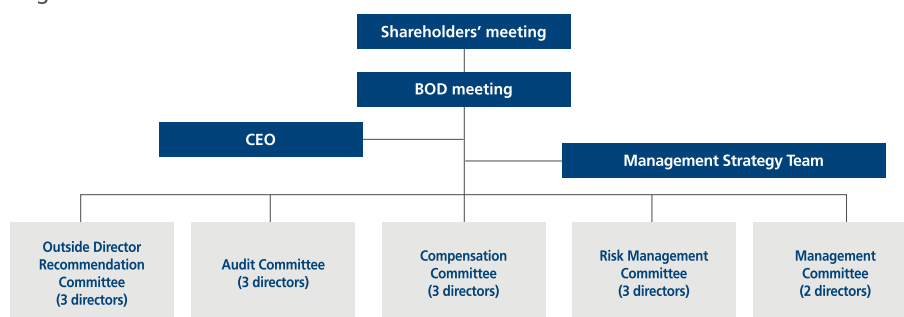 Shareholders’ meeting
BOD meeting
CEO
Management Strategy Team
Outside Director
Recommendation
Committee
(3 directors)
Audit Committee
(3 directors)
Compensation
Committee
(3 directors)
Risk Management
Committee
(3 directors)
Management
Committee
(2 directors)